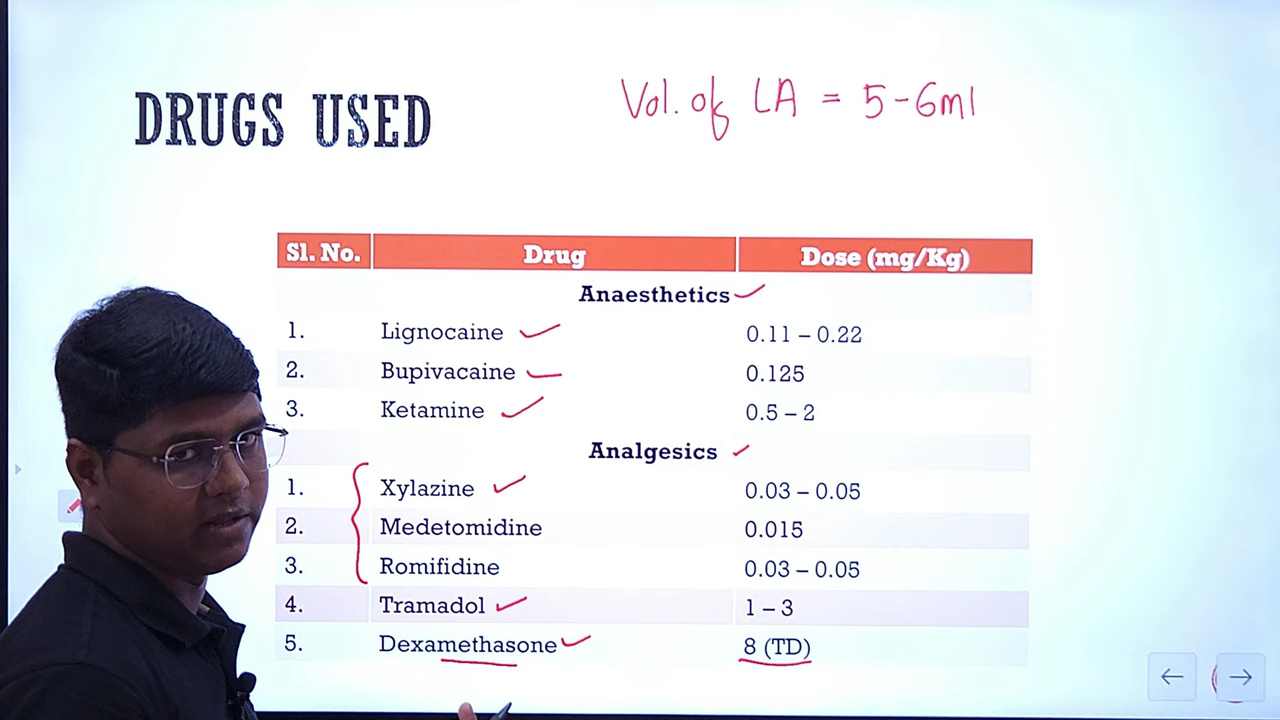 DRUGS USED
Vol. of LA = 5-6ml
Sl. No. Drug Dose (mg/Kg)
Anaesthetics
1. Lignocaine 0.11 – 0.22
2. Bupivacaine 0.125
3. Ketamine 0.5 – 2
Analgesics
1. Xylazine 0.03 – 0.05
2. Medetomidine 0.015
3. Romifidine 0.03 – 0.05
4. Tramadol 1 – 3
5. Dexamethasone 8 (TD)